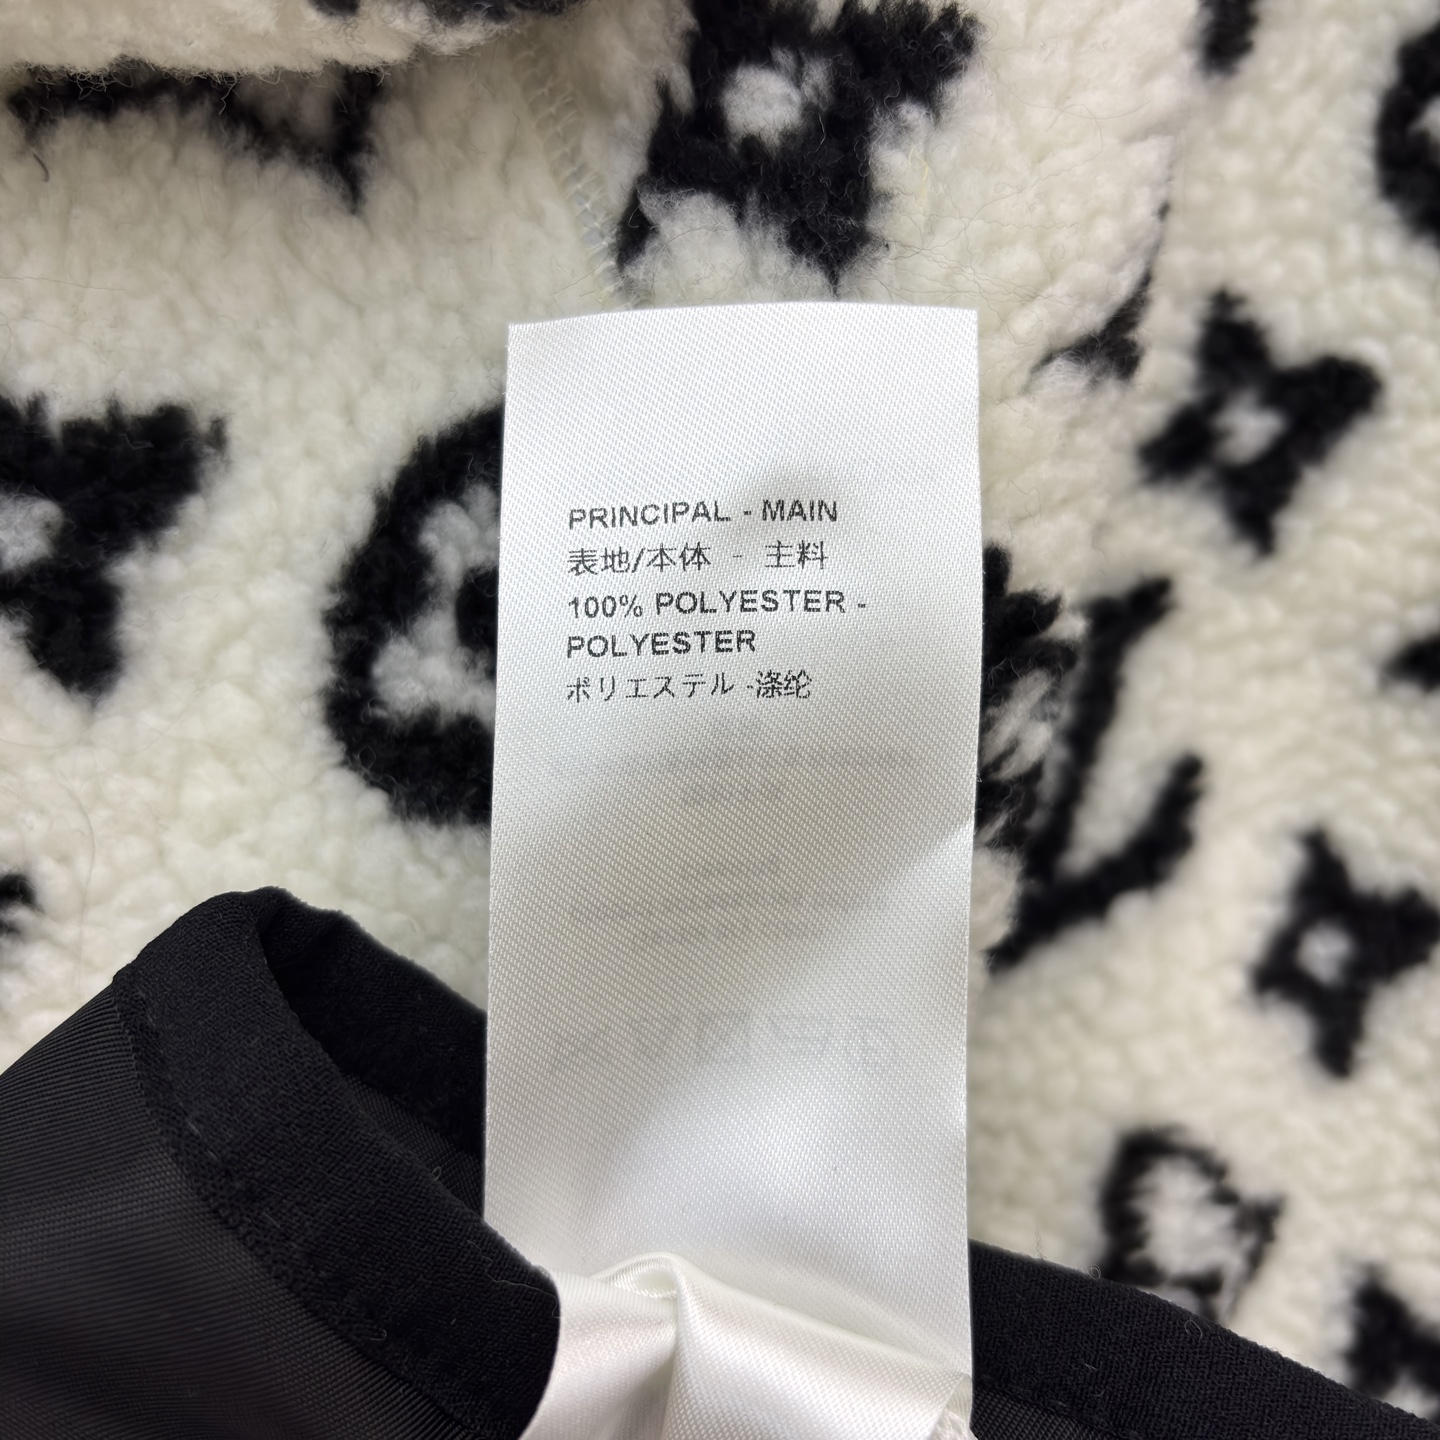 PRINCIPAL - MAIN
表地/本体 - 主料
100% POLYESTER -
POLYESTER
ポリエステル -涤纶